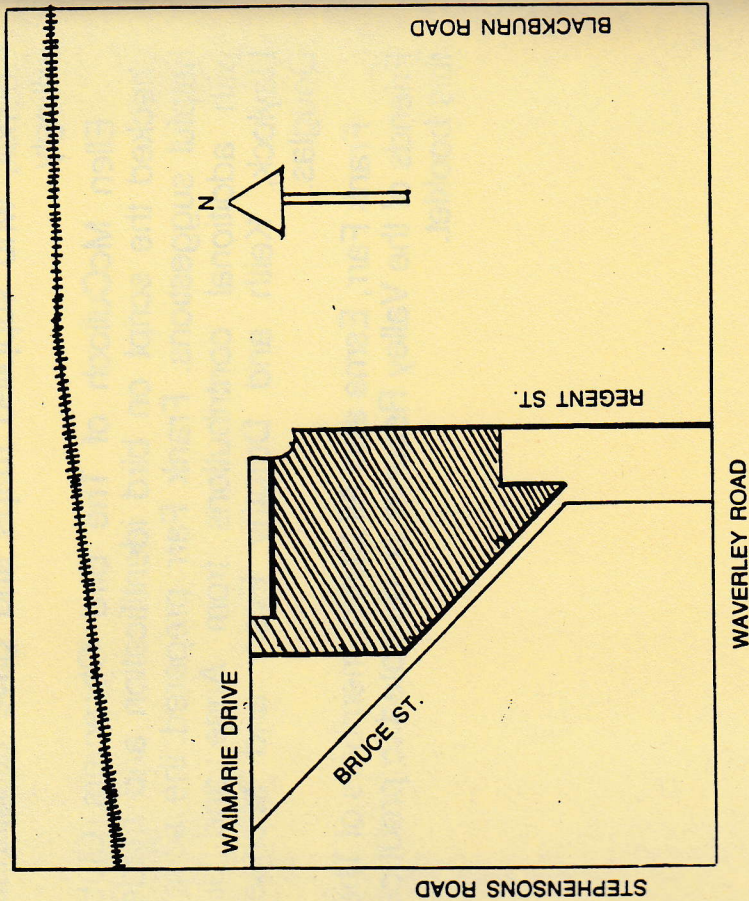 BLACKBURN ROAD
N
REGENT ST.
WAIMARIE DRIVE
BRUCE ST.
WAVERLEY ROAD
STEPHENSONS ROAD